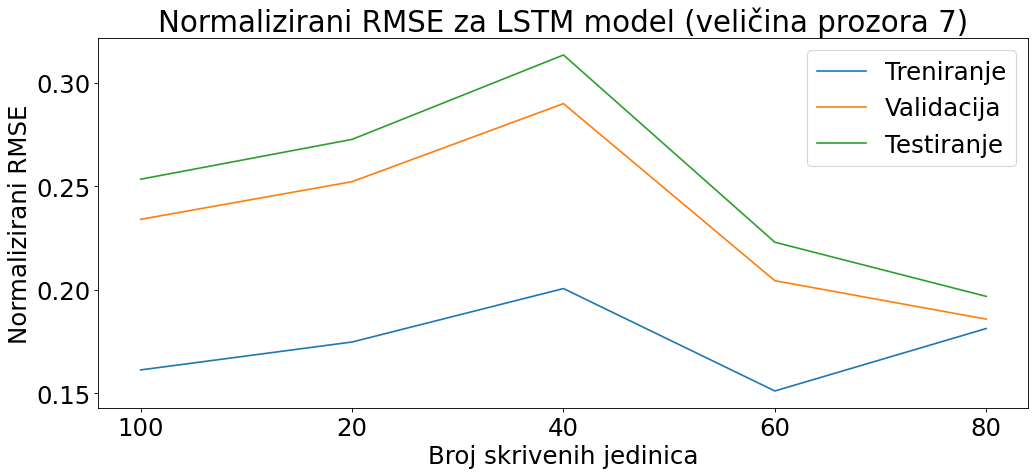 Normalizirani RMSE za LSTM model (veličina prozora 7)
Treniranje
Validacija
Testiranje
Normalizirani RMSE
0.30
0.25
0.20
0.15
100 20 40 60 80
Broj skrivenih jedinica